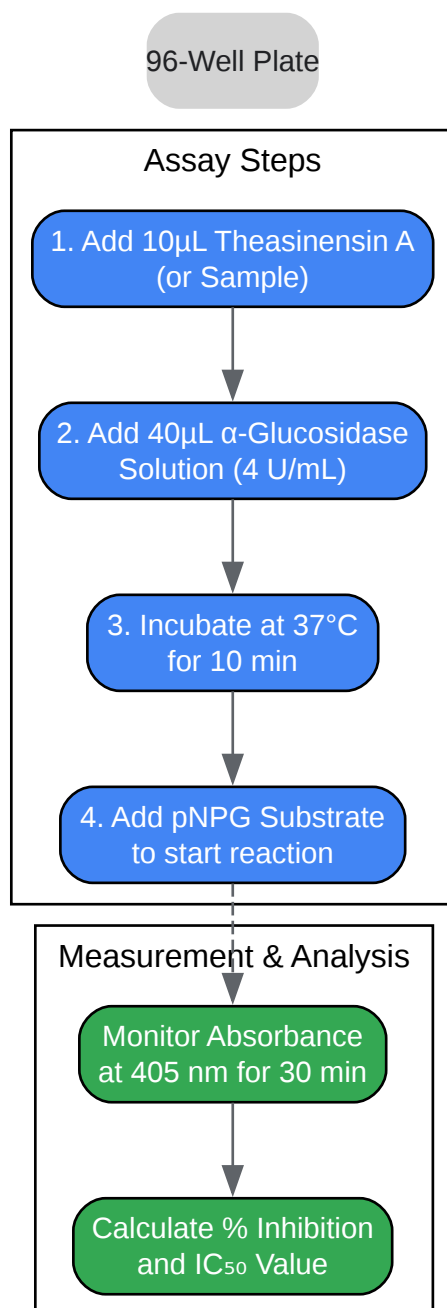 96-Well Plate
Assay Steps
1. Add 10µL Theasinensin A
(or Sample)
2. Add 40µL α-Glucosidase
Solution (4 U/mL)
3. Incubate at 37°C
for 10 min
4. Add pNPG Substrate
to start reaction
Measurement & Analysis
Monitor Absorbance
at 405 nm for 30 min
Calculate % Inhibition
and IC₅₀ Value